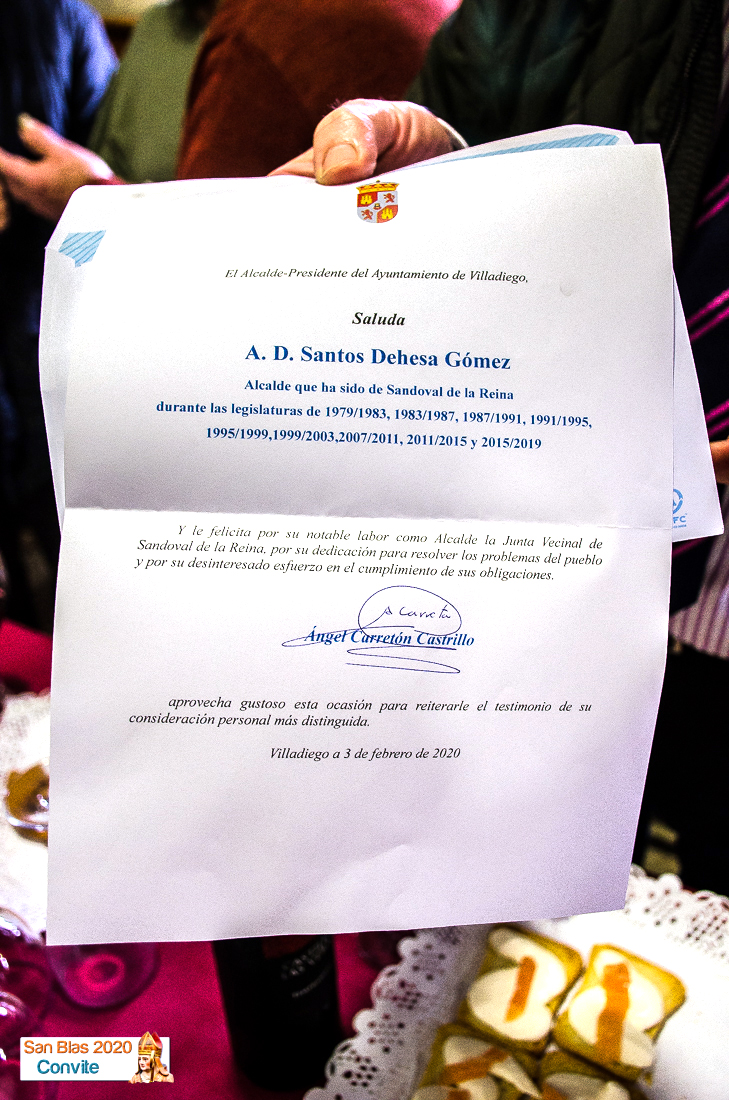 El Alcalde-Presidente del Ayuntamiento de Villadiego,
Saluda
A. D. Santos Dehesa Gómez
Alcalde que ha sido de Sandoval de la Reina
durante las legislaturas de 1979/1983, 1983/1987, 1987/1991, 1991/1995,
1995/1999,1999/2003,2007/2011, 2011/2015 y 2015/2019
Y le felicita por su notable labor como Alcalde la Junta Vecinal de
Sandoval de la Reina, por su dedicación para resolver los problemas del pueblo
y por su desinteresado esfuerzo en el cumplimiento de sus obligaciones.
A Carretón
Ángel Carretón Castrillo
aprovecha gustoso esta ocasión para reiterarle el testimonio de su
consideración personal más distinguida.
Villadiego a 3 de febrero de 2020
FC
San Blas 2020
Convite